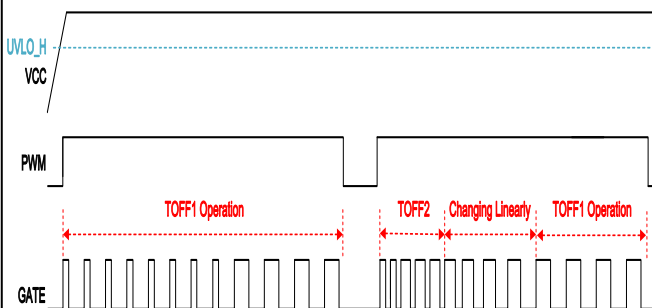 UVLO_H
VCC
PWM
TOFF1 Operation
TOFF2
Changing Linearly
TOFF1 Operation
GATE